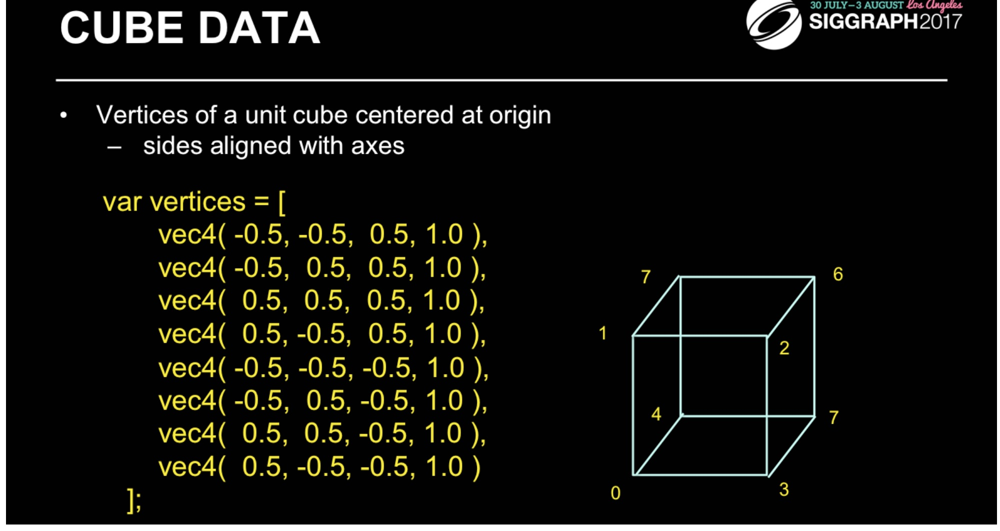 CUBE DATA
30 JULY–3 AUGUST Los Angeles
SIGGRAPH2017
• Vertices of a unit cube centered at origin
– sides aligned with axes
var vertices = [
vec4( -0.5, -0.5, 0.5, 1.0 ),
vec4( -0.5, 0.5, 0.5, 1.0 ),
vec4( 0.5, 0.5, 0.5, 1.0 ),
vec4( 0.5, -0.5, 0.5, 1.0 ),
vec4( -0.5, -0.5, -0.5, 1.0 ),
vec4( -0.5, 0.5, -0.5, 1.0 ),
vec4( 0.5, 0.5, -0.5, 1.0 ),
vec4( 0.5, -0.5, -0.5, 1.0 )
];
7 6
1
2
4 7
0 3